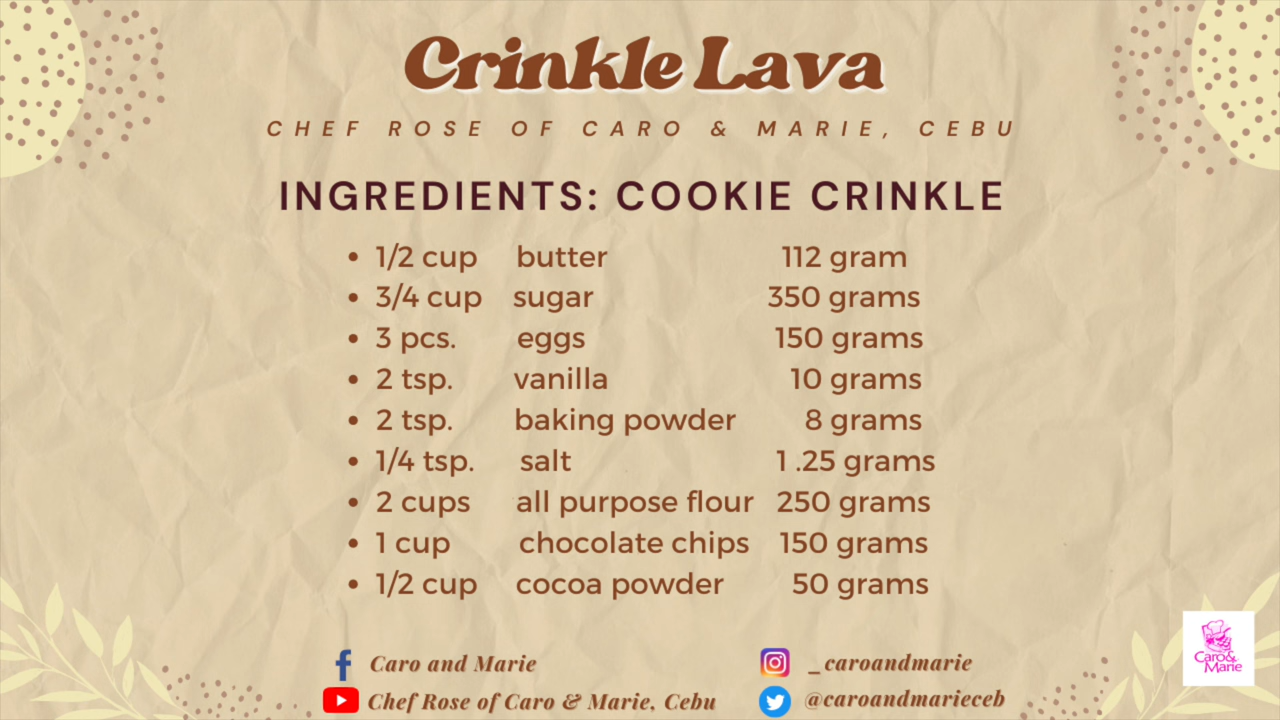 Crinkle Lava
CHEF ROSE OF CARO & MARIE, CEBU
INGREDIENTS: COOKIE CRINKLE
• 1/2 cup butter 112 gram
• 3/4 cup sugar 350 grams
• 3 pcs. eggs 150 grams
• 2 tsp. vanilla 10 grams
• 2 tsp. baking powder 8 grams
• 1/4 tsp. salt 1 .25 grams
• 2 cups all purpose flour 250 grams
• 1 cup chocolate chips 150 grams
• 1/2 cup cocoa powder 50 grams
Caro and Marie
_caroandmarie
Chef Rose of Caro & Marie, Cebu
@caroandmarieceb
Caro&
Marie